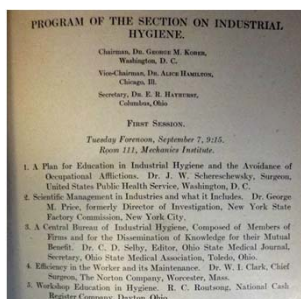 PROGRAM OF THE SECTION ON INDUSTRIAL
HYGIENE.
Chairman, DR. GEORGE M. KOBER,
Washington, D. C.
Vice-Chairman, DR. ALICE HAMILTON,
Chicago, Ill.
Secretary, DR. E. R. HAYHURST,
Columbus, Ohio
FIRST SESSION.
Tuesday Forenoon, September 7, 9:15.
Room 111, Mechanics Institute.
1. A Plan for Education in Industrial Hygiene and the Avoidance of
Occupational Afflictions. Dr. J. W. Schereschewsky, Surgeon,
United States Public Health Service, Washington, D. C.
2. Scientific Management in Industries and what it Includes. Dr. George
M. Price, formerly Director of Investigation, New York State
Factory Commission, New York City.
3. A Central Bureau of Industrial Hygiene, Composed of Members of
Firms and for the Dissemination of Knowledge for their Mutual
Benefit. Dr. C. D. Selby, Editor, Ohio State Medical Journal,
Secretary, Ohio State Medical Association, Toledo, Ohio.
4. Efficiency in the Worker and its Maintenance. Dr. W. I. Clark, Chief
Surgeon, The Norton Company, Worcester, Mass.
5. Workshop Education in Hygiene. R. C. Routsong, National Cash
Register Company, Dayton, Ohio.